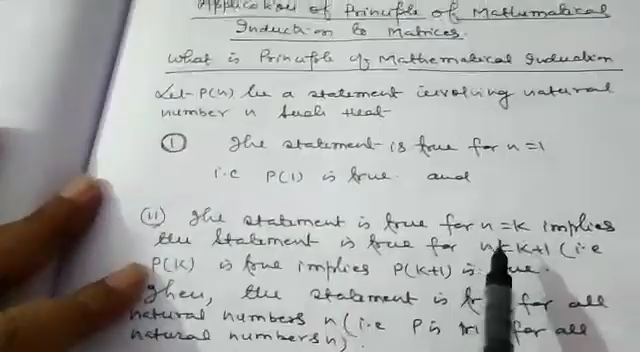 Application of Principle of Mathematical
Induction to Matrices.
What is Principle of Mathematical Induction
Let P(n) be a statement involving natural
number n such that
(I) The statement is true for n=1
i.e P(1) is true and
(II) The statement is true for n=K implies
the statement is true for n=K+1 (i.e
P(K) is true implies P(K+1) is true.
Then, the statement is for all
natural numbers n (i.e P is for all
natural numbers n).